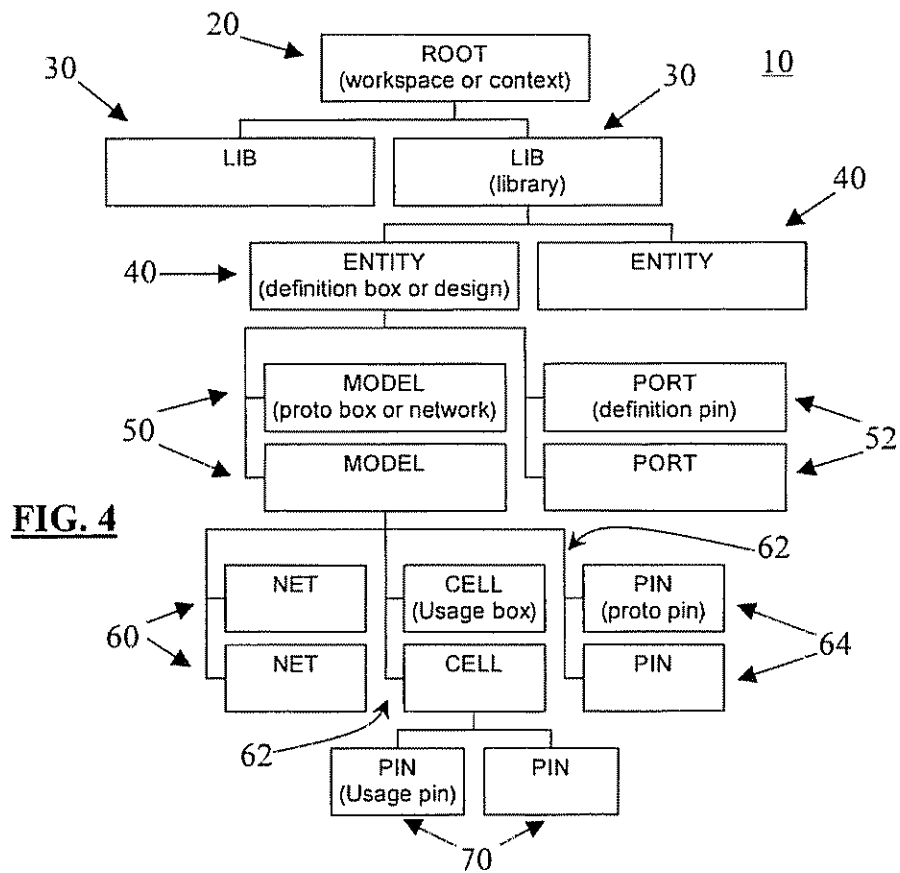 20
ROOT
(workspace or context)
10
30
30
LIB
LIB
(library)
40
40
ENTITY
(definition box or design)
ENTITY
50
MODEL
(proto box or network)
PORT
(definition pin)
52
MODEL
PORT
FIG. 4
62
60
NET
CELL
(Usage box)
PIN
(proto pin)
64
NET
CELL
PIN
62
PIN
(Usage pin)
PIN
70